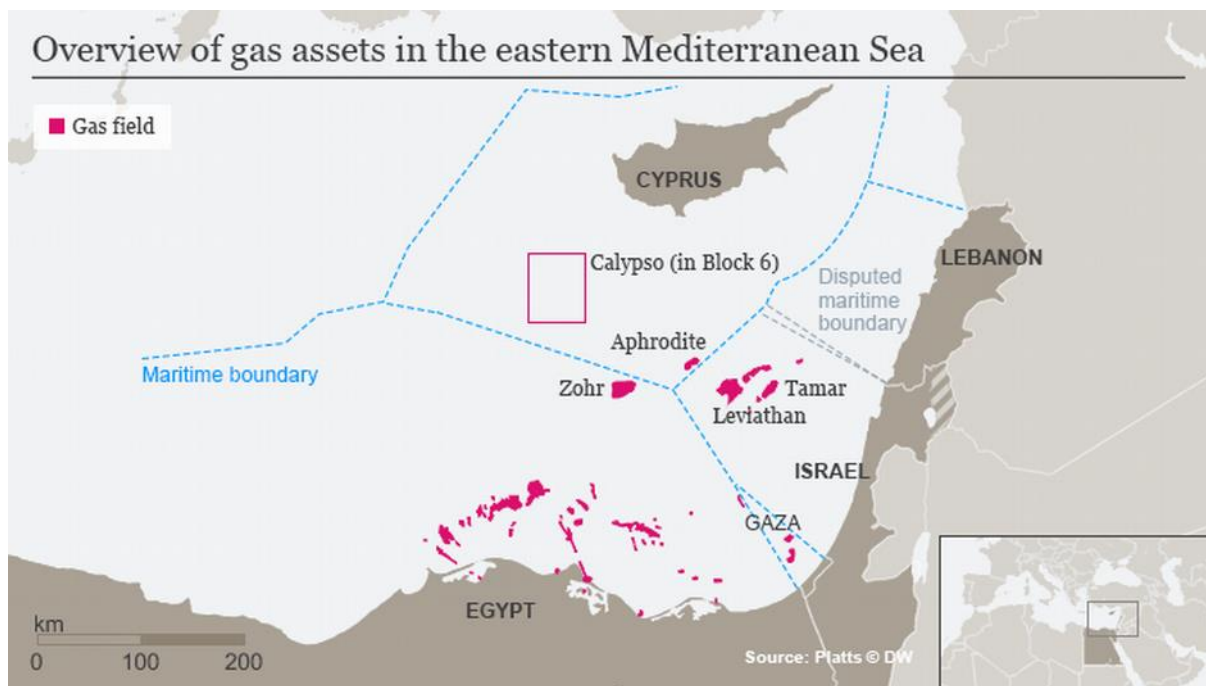 Overview of gas assets in the eastern Mediterranean Sea
Gas field
CYPRUS
LEBANON
Calypso (in Block 6)
Disputed
maritime
boundary
Aphrodite
Maritime boundary
Zohr
Tamar
Leviathan
ISRAEL
GAZA
EGYPT
km
0 100 200
Source: Platts © DW